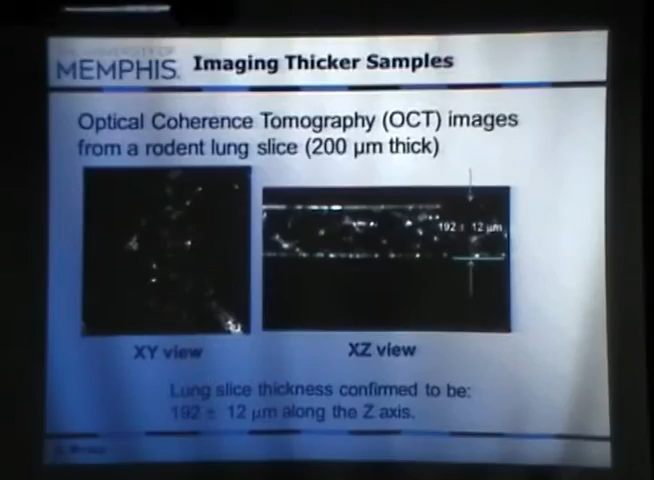 MEMPHIS
Imaging Thicker Samples
Optical Coherence Tomography (OCT) images
from a rodent lung slice (200 µm thick)
192 ± 12 µm
XY view
XZ view
Lung slice thickness confirmed to be:
192 ± 12 µm along the Z axis.